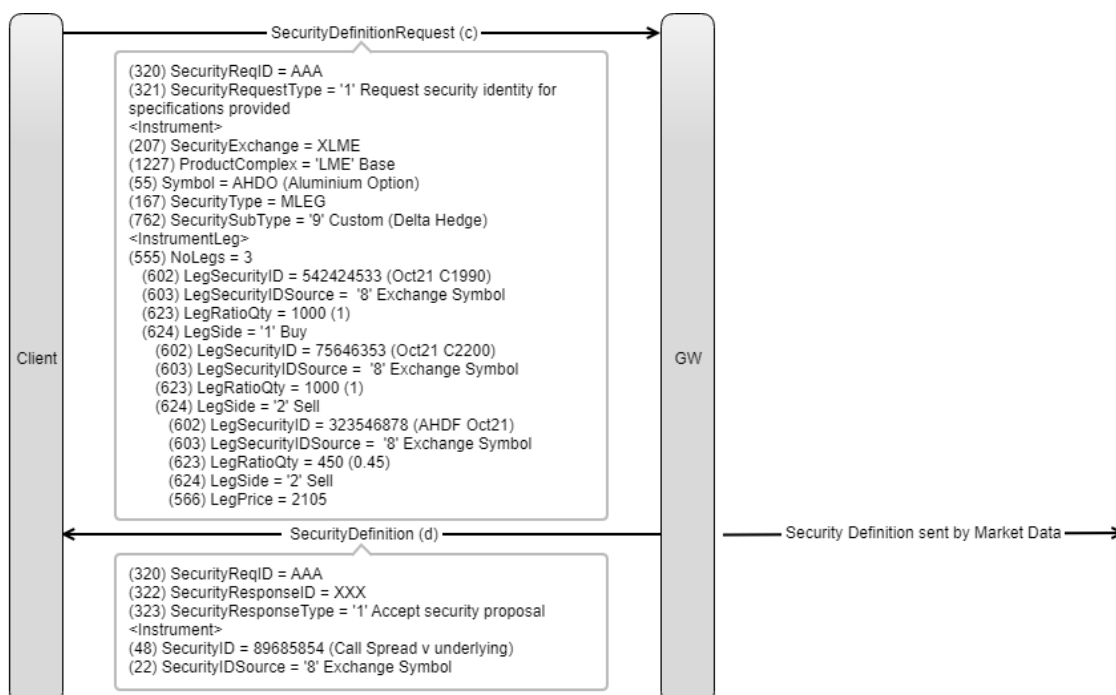 SecurityDefinitionRequest (c)
(320) SecurityReqID = AAA
(321) SecurityRequestType = '1' Request security identity for
specifications provided
<Instrument>
(207) SecurityExchange = XLME
(1227) ProductComplex = 'LME' Base
(55) Symbol = AHDO (Aluminium Option)
(167) SecurityType = MLEG
(762) SecuritySubType = '9' Custom (Delta Hedge)
<InstrumentLeg>
(555) NoLegs = 3
(602) LegSecurityID = 542424533 (Oct21 C1990)
(603) LegSecurityIDSource =  '8' Exchange Symbol
(623) LegRatioQty = 1000 (1)
(624) LegSide = '1' Buy
(602) LegSecurityID = 75646353 (Oct21 C2200)
(603) LegSecurityIDSource =  '8' Exchange Symbol
(623) LegRatioQty = 1000 (1)
(624) LegSide = '2' Sell
(602) LegSecurityID = 323546878 (AHDF Oct21)
(603) LegSecurityIDSource =  '8' Exchange Symbol
(623) LegRatioQty = 450 (0.45)
(624) LegSide = '2' Sell
(566) LegPrice = 2105
Client
GW
SecurityDefinition (d)
Security Definition sent by Market Data
(320) SecurityReqID = AAA
(322) SecurityResponseID = XXX
(323) SecurityResponseType = '1' Accept security proposal
<Instrument>
(48) SecurityID = 89685854 (Call Spread v underlying)
(22) SecurityIDSource = '8' Exchange Symbol